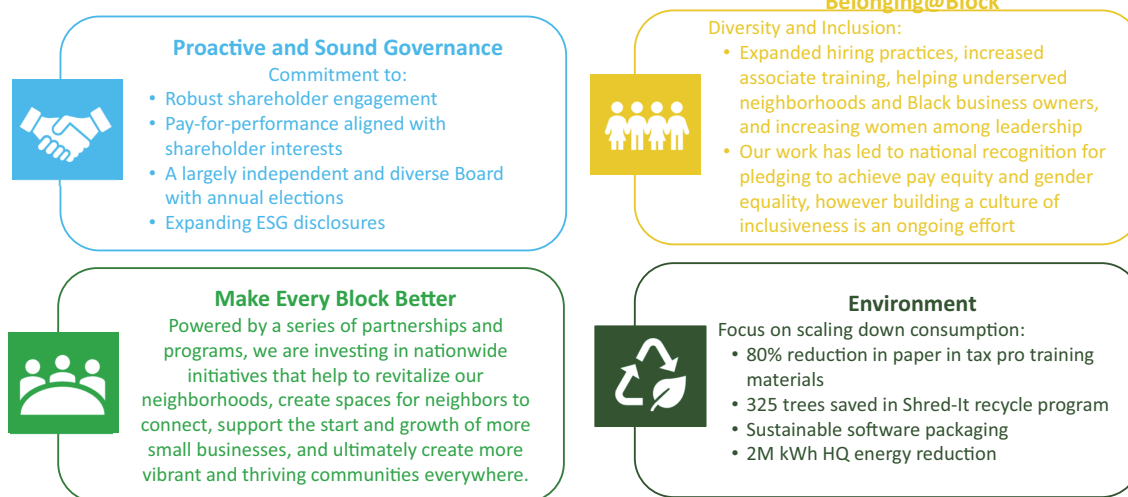 Proactive and Sound Governance
Commitment to:
• Robust shareholder engagement
• Pay-for-performance aligned with
shareholder interests
• A largely independent and diverse Board
with annual elections
• Expanding ESG disclosures
Belonging@Block
Diversity and Inclusion:
• Expanded hiring practices, increased
associate training, helping underserved
neighborhoods and Black business owners,
and increasing women among leadership
• Our work has led to national recognition for
pledging to achieve pay equity and gender
equality, however building a culture of
inclusiveness is an ongoing effort
Make Every Block Better
Powered by a series of partnerships and
programs, we are investing in nationwide
initiatives that help to revitalize our
neighborhoods, create spaces for neighbors to
connect, support the start and growth of more
small businesses, and ultimately create more
vibrant and thriving communities everywhere.
Environment
Focus on scaling down consumption:
• 80% reduction in paper in tax pro training
materials
• 325 trees saved in Shred-It recycle program
• Sustainable software packaging
• 2M kWh HQ energy reduction